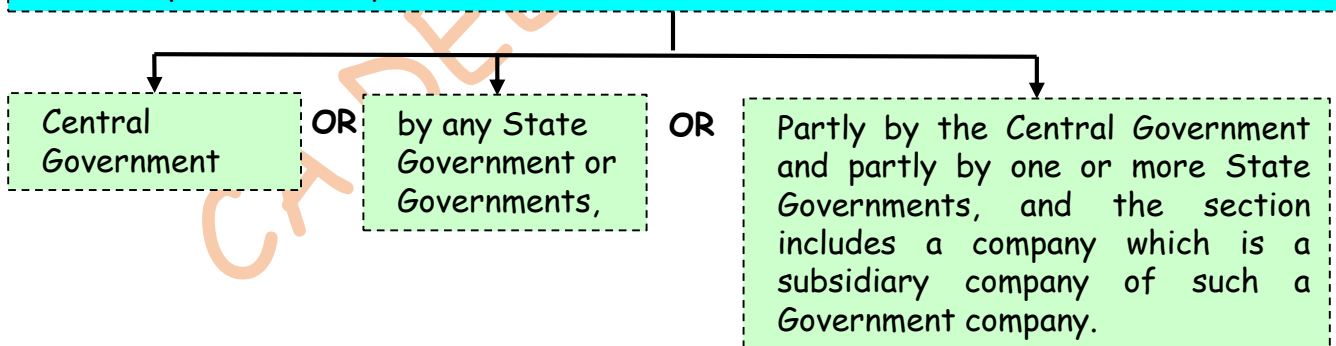 Central
Government
OR
by any State
Government or
Governments,
OR
Partly by the Central Government
and partly by one or more State
Governments, and the section
includes a company which is a
subsidiary company of such a
Government company.